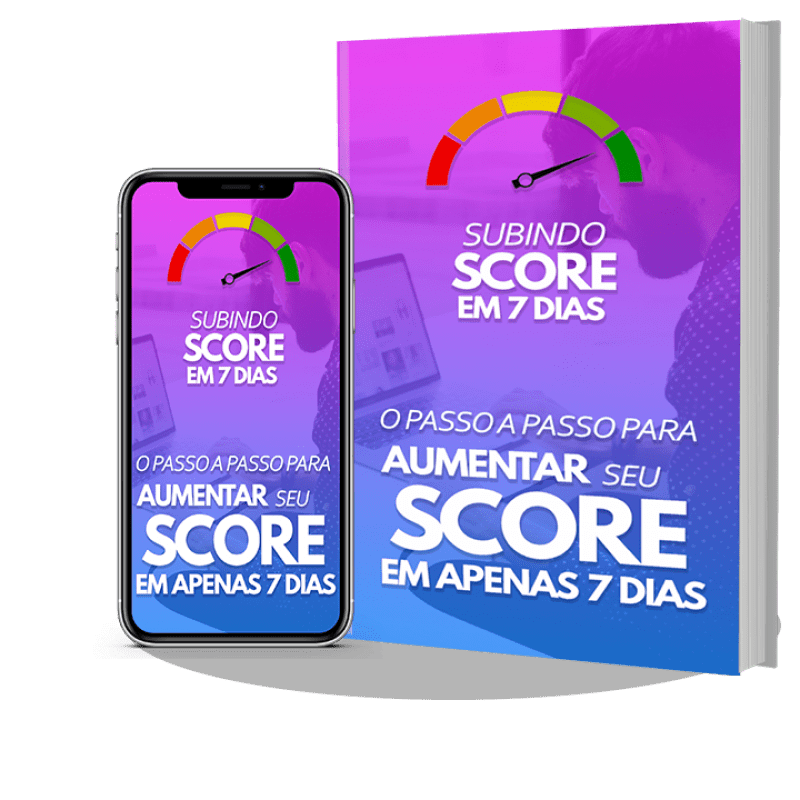 SUBINDO
SCORE
EM 7 DIAS
O PASSO A PASSO PARA
AUMENTAR SEU
SCORE
EM APENAS 7 DIAS
SUBINDO
SCORE
EM 7 DIAS
O PASSO A PASSO PARA
AUMENTAR SEU
SCORE
EM APENAS 7 DIAS